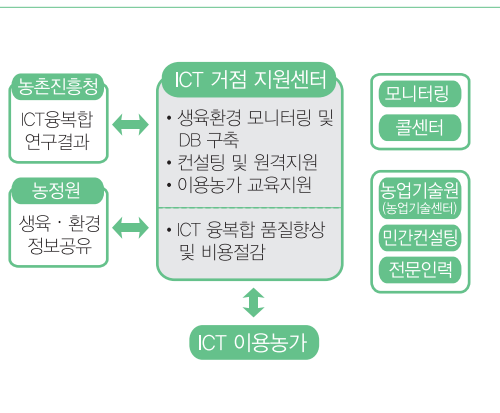 농촌진흥청
ICT융복합
연구결과
농정원
생육 · 환경
정보공유
ICT 거점 지원센터
• 생육환경 모니터링 및
DB 구축
• 컨설팅 및 원격지원
• 이용농가 교육지원
• ICT 융복합 품질향상
및 비용절감
모니터링
콜센터
농업기술원
(농업기술센터)
민간컨설팅
전문인력
ICT 이용농가